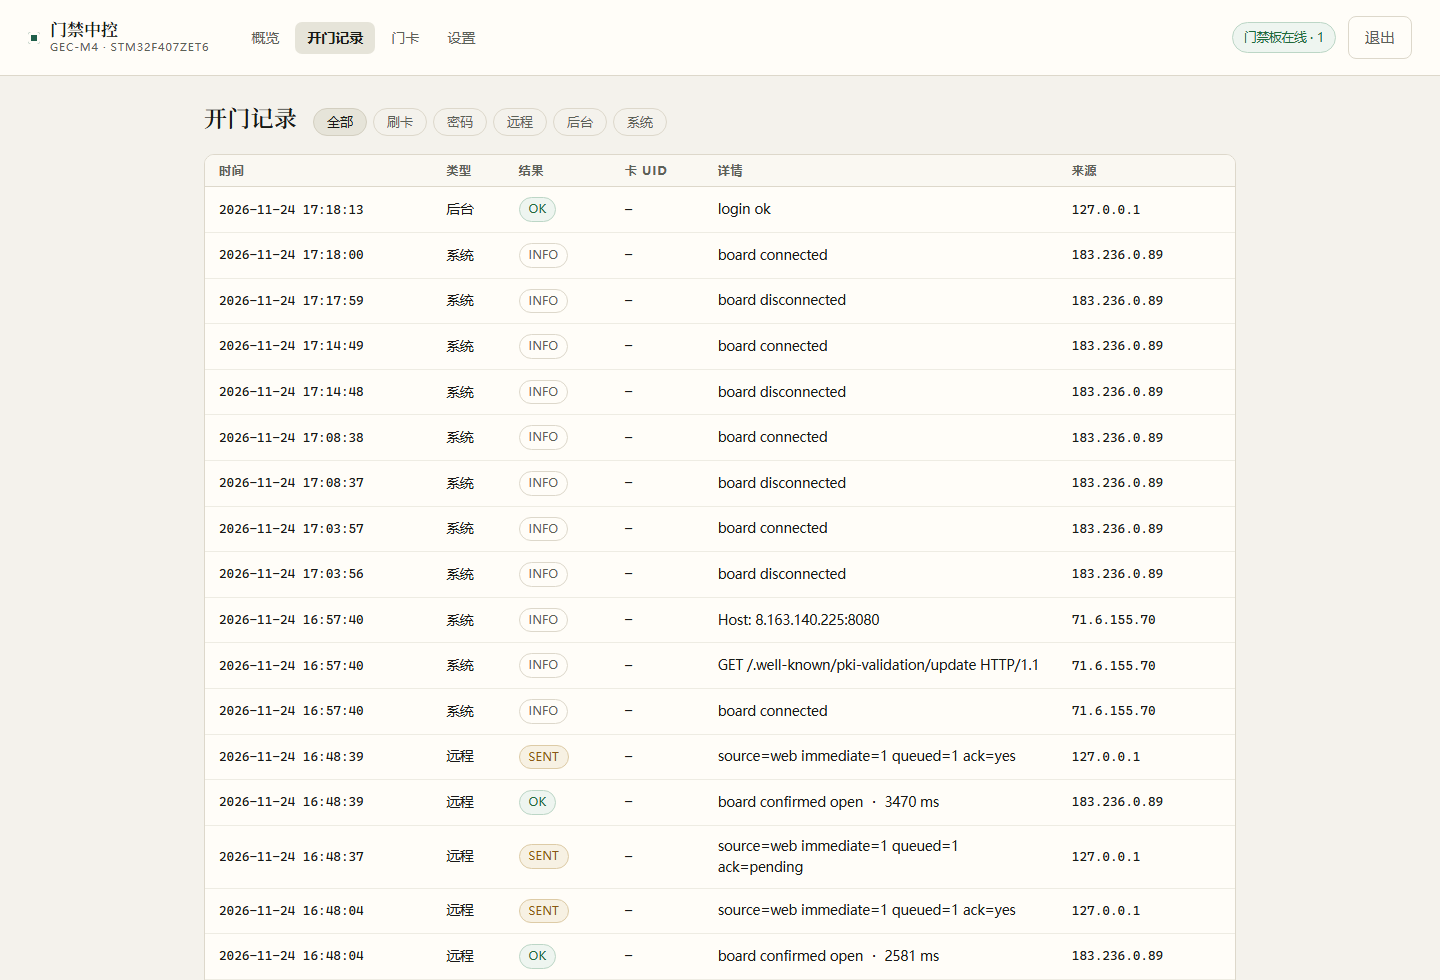 门禁中控
GEC-M4 · STM32F407ZET6
概览 开门记录 门卡 设置
门禁板在线 · 1
退出
开门记录 全部 刷卡 密码 远程 后台 系统
时间 类型 结果 卡 UID 详情 来源
2026-11-24 17:18:13 后台 OK – login ok 127.0.0.1
2026-11-24 17:18:00 系统 INFO – board connected 183.236.0.89
2026-11-24 17:17:59 系统 INFO – board disconnected 183.236.0.89
2026-11-24 17:14:49 系统 INFO – board connected 183.236.0.89
2026-11-24 17:14:48 系统 INFO – board disconnected 183.236.0.89
2026-11-24 17:08:38 系统 INFO – board connected 183.236.0.89
2026-11-24 17:08:37 系统 INFO – board disconnected 183.236.0.89
2026-11-24 17:03:57 系统 INFO – board connected 183.236.0.89
2026-11-24 17:03:56 系统 INFO – board disconnected 183.236.0.89
2026-11-24 16:57:40 系统 INFO – Host: 8.163.140.225:8080 71.6.155.70
2026-11-24 16:57:40 系统 INFO – GET /.well-known/pki-validation/update HTTP/1.1 71.6.155.70
2026-11-24 16:57:40 系统 INFO – board connected 71.6.155.70
2026-11-24 16:48:39 远程 SENT – source=web immediate=1 queued=1 ack=yes 127.0.0.1
2026-11-24 16:48:39 远程 OK – board confirmed open · 3470 ms 183.236.0.89
2026-11-24 16:48:37 远程 SENT – source=web immediate=1 queued=1
ack=pending 127.0.0.1
2026-11-24 16:48:04 远程 SENT – source=web immediate=1 queued=1 ack=yes 127.0.0.1
2026-11-24 16:48:04 远程 OK – board confirmed open · 2581 ms 183.236.0.89